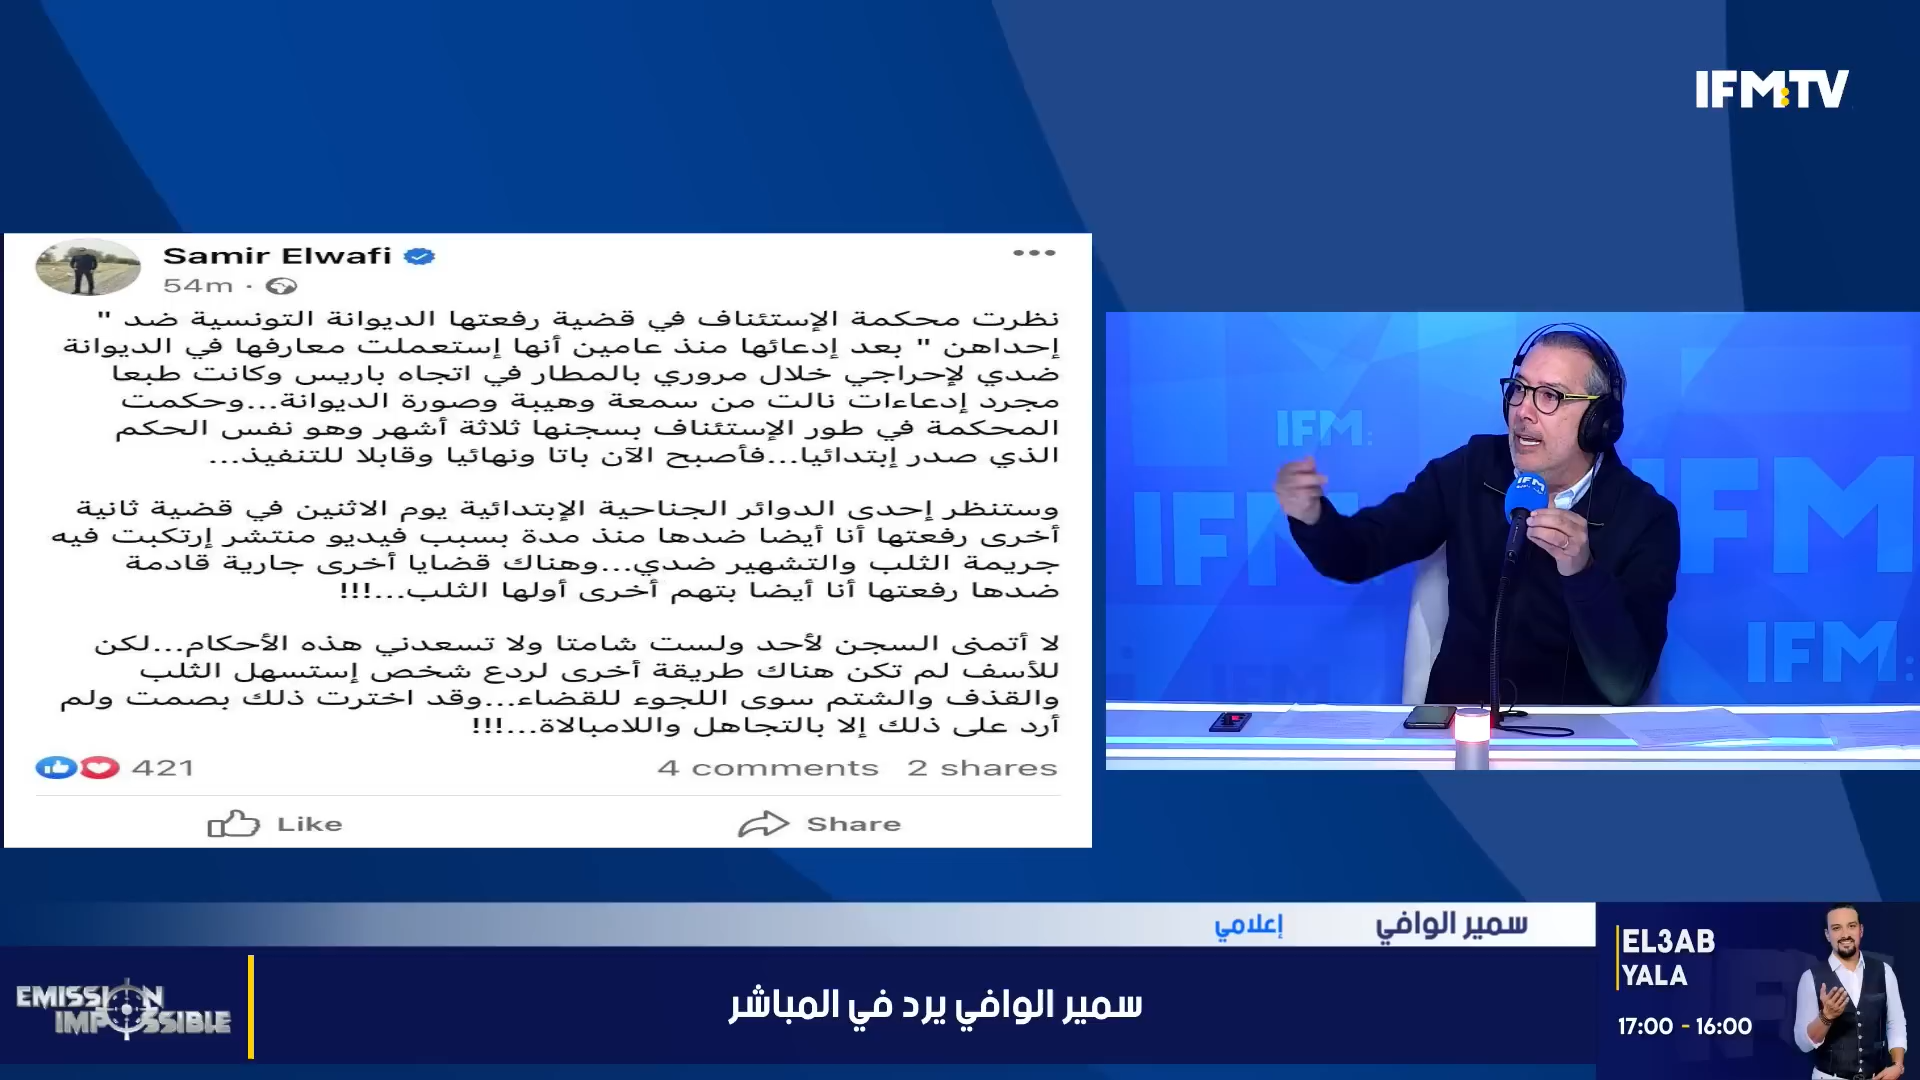 IFM:TV
Samir Elwafi
54m ·
نظرت محكمة الإستئناف في قضية رفعتها الديوانة التونسية ضد "
إحداهن " بعد إدعائها منذ عامين أنها إستعملت معارفها في الديوانة
ضدي لإحراجي خلال مروري بالمطار في اتجاه باريس وكانت طبعا
مجرد إدعاءات نالت من سمعة وهيبة وصورة الديوانة...وحكمت
المحكمة في طور الإستئناف بسجنها ثلاثة أشهر وهو نفس الحكم
الذي صدر إبتدائيا...فأصبح الآن باتا ونهائيا وقابلا للتنفيذ...
وستنظر إحدى الدوائر الجناحية الإبتدائية يوم الاثنين في قضية ثانية
أخرى رفعتها أنا أيضا ضدها منذ مدة بسبب فيديو منتشر إرتكبت فيه
جريمة الثلب والتشهير ضدي...وهناك قضايا أخرى جارية قادمة
ضدها رفعتها أنا أيضا بتهم أخرى أولها الثلب...!!!
لا أتمنى السجن لأحد ولست شامتا ولا تسعدني هذه الأحكام...لكن
للأسف لم تكن هناك طريقة أخرى لردع شخص إستسهل الثلب
والقذف والشتم سوى اللجوء للقضاء...وقد اخترت ذلك بصمت ولم
أرد على ذلك إلا بالتجاهل واللامبالاة...!!!
421
4 comments 2 shares
Like
Share
IFM:
IFM
IFM
IFM
IFM:
سمير الوافي
إعلامي
سمير الوافي يرد في المباشر
EMISSION
IMPOSSIBLE
EL3AB
YALA
17:00 - 16:00